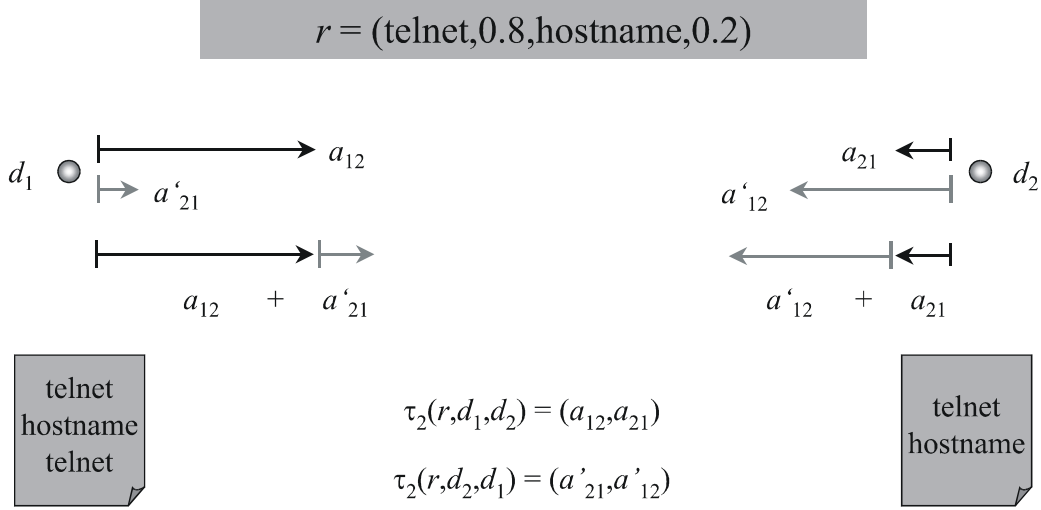 r = (telnet,0.8,hostname,0.2)
d₁ a₁₂ a‘₂₁
a₂₁ a‘₁₂ d₂
a₁₂ + a‘₂₁
a‘₁₂ + a₂₁
telnet
hostname
telnet
τ₂(r,d₁,d₂) = (a₁₂,a₂₁)
τ₂(r,d₂,d₁) = (a’₂₁,a’₁₂)
telnet
hostname